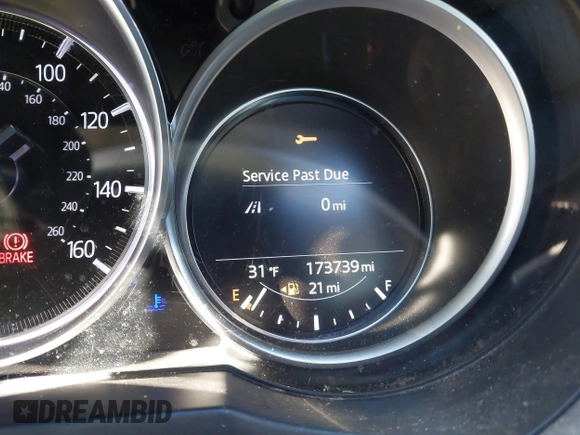 100
120
140
160
40
160
180
200
220
240
260
BRAKE
Service Past Due
0 mi
31 °F
173739 mi
21 mi
E
F
DREAMBID